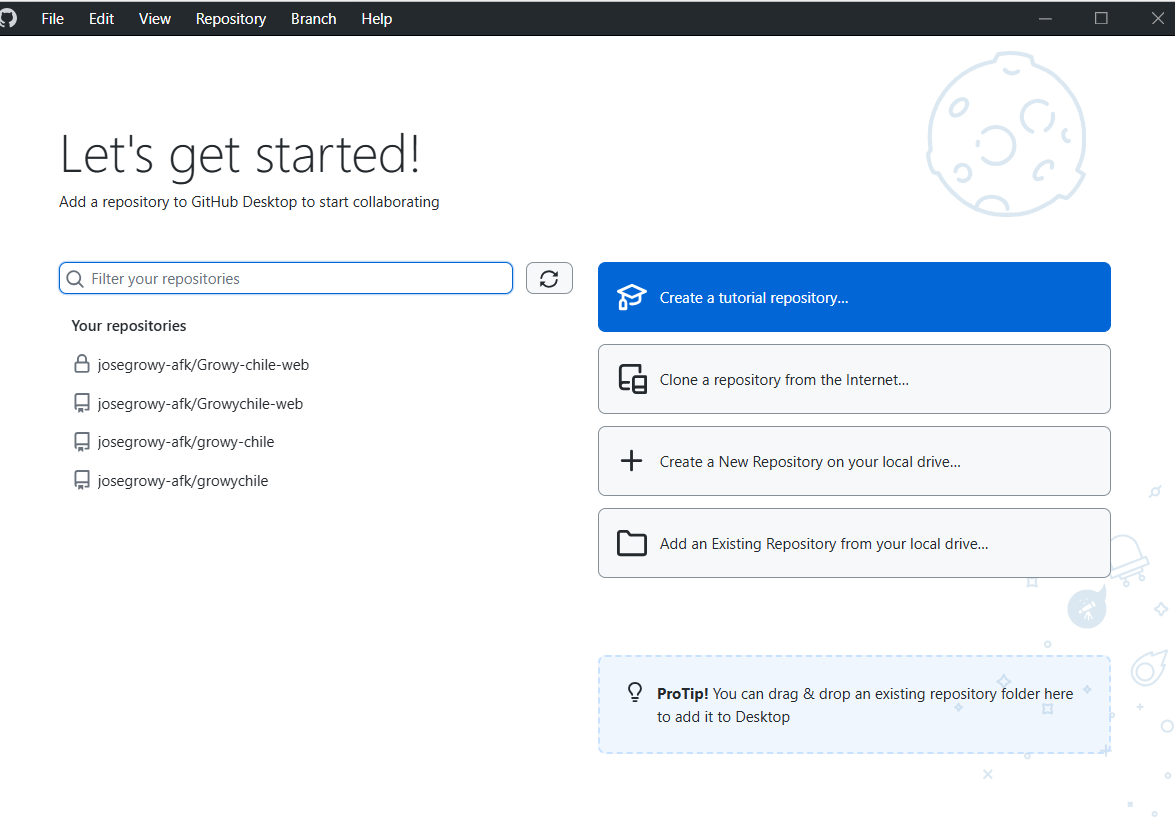 File Edit View Repository Branch Help
Let's get started!
Add a repository to GitHub Desktop to start collaborating
Filter your repositories
Your repositories
josegrowy-afk/Growy-chile-web
josegrowy-afk/Growychile-web
josegrowy-afk/growy-chile
josegrowy-afk/growychile
Create a tutorial repository...
Clone a repository from the Internet...
Create a New Repository on your local drive...
Add an Existing Repository from your local drive...
ProTip! You can drag & drop an existing repository folder here
to add it to Desktop